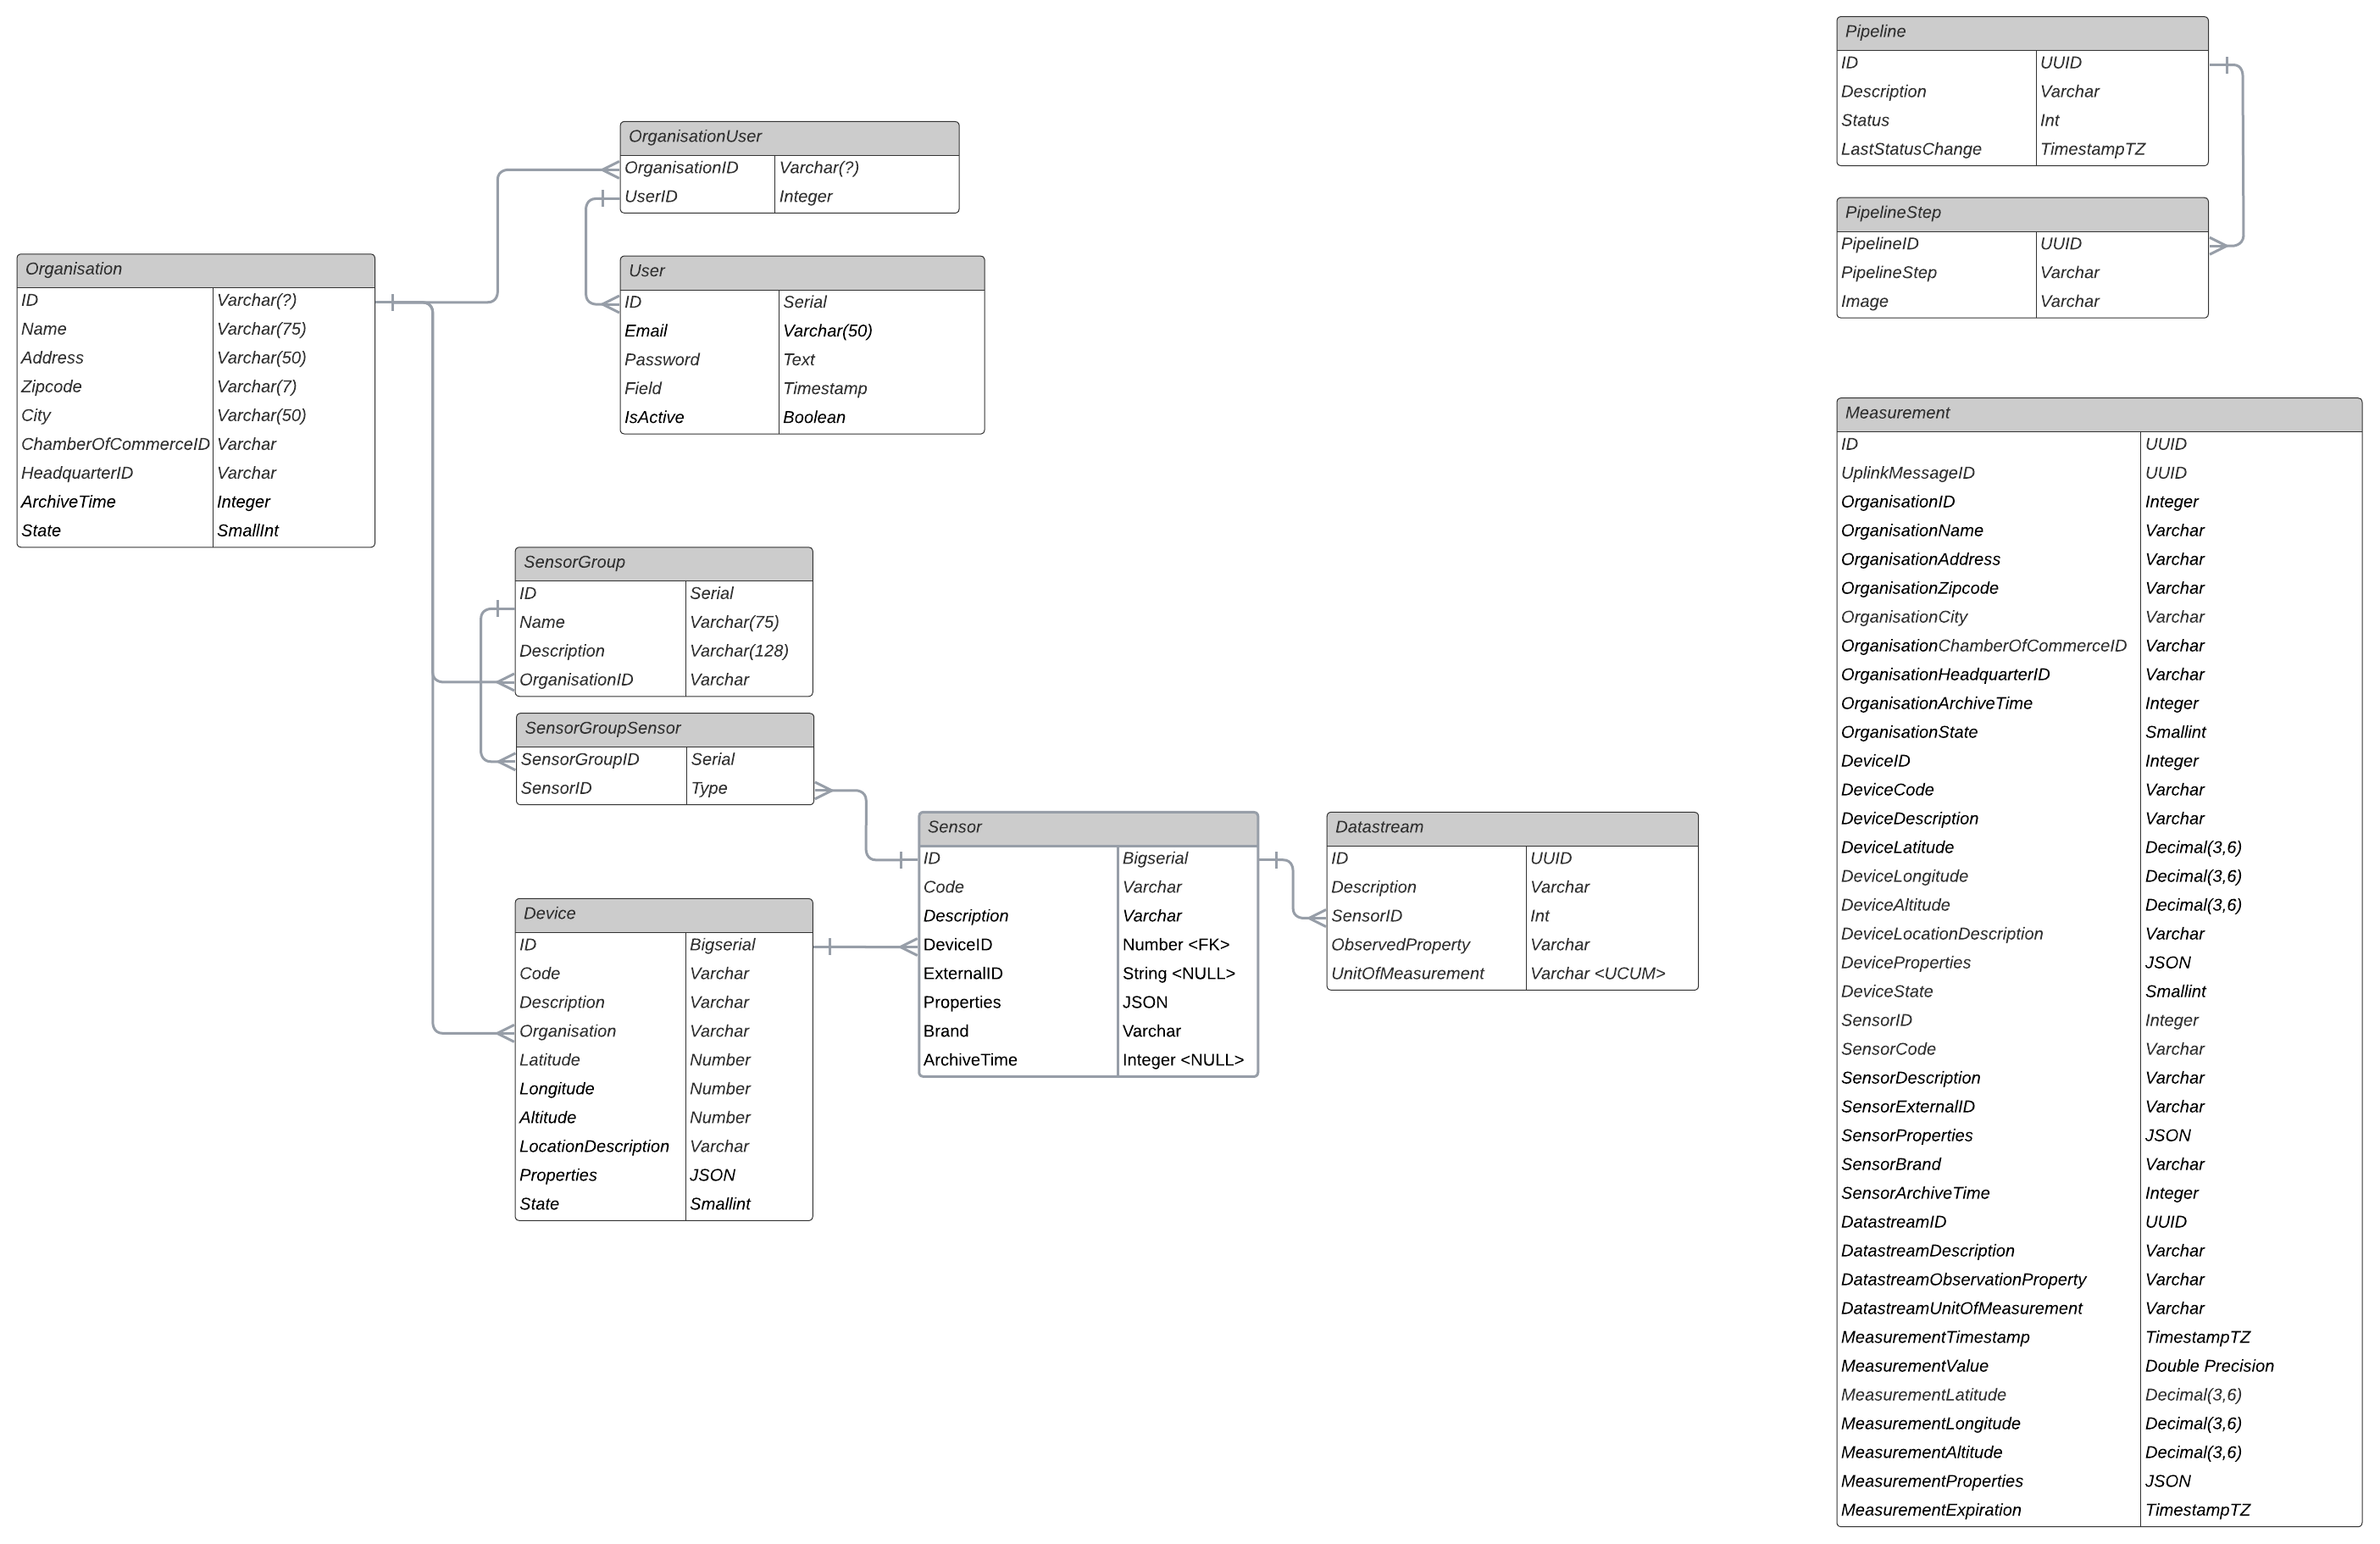 Organisation
ID Varchar(?)
Name Varchar(75)
Address Varchar(50)
Zipcode Varchar(7)
City Varchar(50)
ChamberOfCommerceID Varchar
HeadquarterID Varchar
ArchiveTime Integer
State SmallInt
OrganisationUser
OrganisationID Varchar(?)
UserID Integer
User
ID Serial
Email Varchar(50)
Password Text
Field Timestamp
IsActive Boolean
SensorGroup
ID Serial
Name Varchar(75)
Description Varchar(128)
OrganisationID Varchar
SensorGroupSensor
SensorGroupID Serial
SensorID Type
Device
ID Bigserial
Code Varchar
Description Varchar
Organisation Varchar
Latitude Number
Longitude Number
Altitude Number
LocationDescription Varchar
Properties JSON
State Smallint
Sensor
ID Bigserial
Code Varchar
Description Varchar
DeviceID Number <FK>
ExternalID String <NULL>
Properties JSON
Brand Varchar
ArchiveTime Integer <NULL>
Datastream
ID UUID
Description Varchar
SensorID Int
ObservedProperty Varchar
UnitOfMeasurement Varchar <UCUM>
Pipeline
ID UUID
Description Varchar
Status Int
LastStatusChange TimestampTZ
PipelineStep
PipelineID UUID
PipelineStep Varchar
Image Varchar
Measurement
ID UUID
UplinkMessageID UUID
OrganisationID Integer
OrganisationName Varchar
OrganisationAddress Varchar
OrganisationZipcode Varchar
OrganisationCity Varchar
OrganisationChamberOfCommerceID Varchar
OrganisationHeadquarterID Varchar
OrganisationArchiveTime Integer
OrganisationState Smallint
DeviceID Integer
DeviceCode Varchar
DeviceDescription Varchar
DeviceLatitude Decimal(3,6)
DeviceLongitude Decimal(3,6)
DeviceAltitude Decimal(3,6)
DeviceLocationDescription Varchar
DeviceProperties JSON
DeviceState Smallint
SensorID Integer
SensorCode Varchar
SensorDescription Varchar
SensorExternalID Varchar
SensorProperties JSON
SensorBrand Varchar
SensorArchiveTime Integer
DatastreamID UUID
DatastreamDescription Varchar
DatastreamObservationProperty Varchar
DatastreamUnitOfMeasurement Varchar
MeasurementTimestamp TimestampTZ
MeasurementValue Double Precision
MeasurementLatitude Decimal(3,6)
MeasurementLongitude Decimal(3,6)
MeasurementAltitude Decimal(3,6)
MeasurementProperties JSON
MeasurementExpiration TimestampTZ